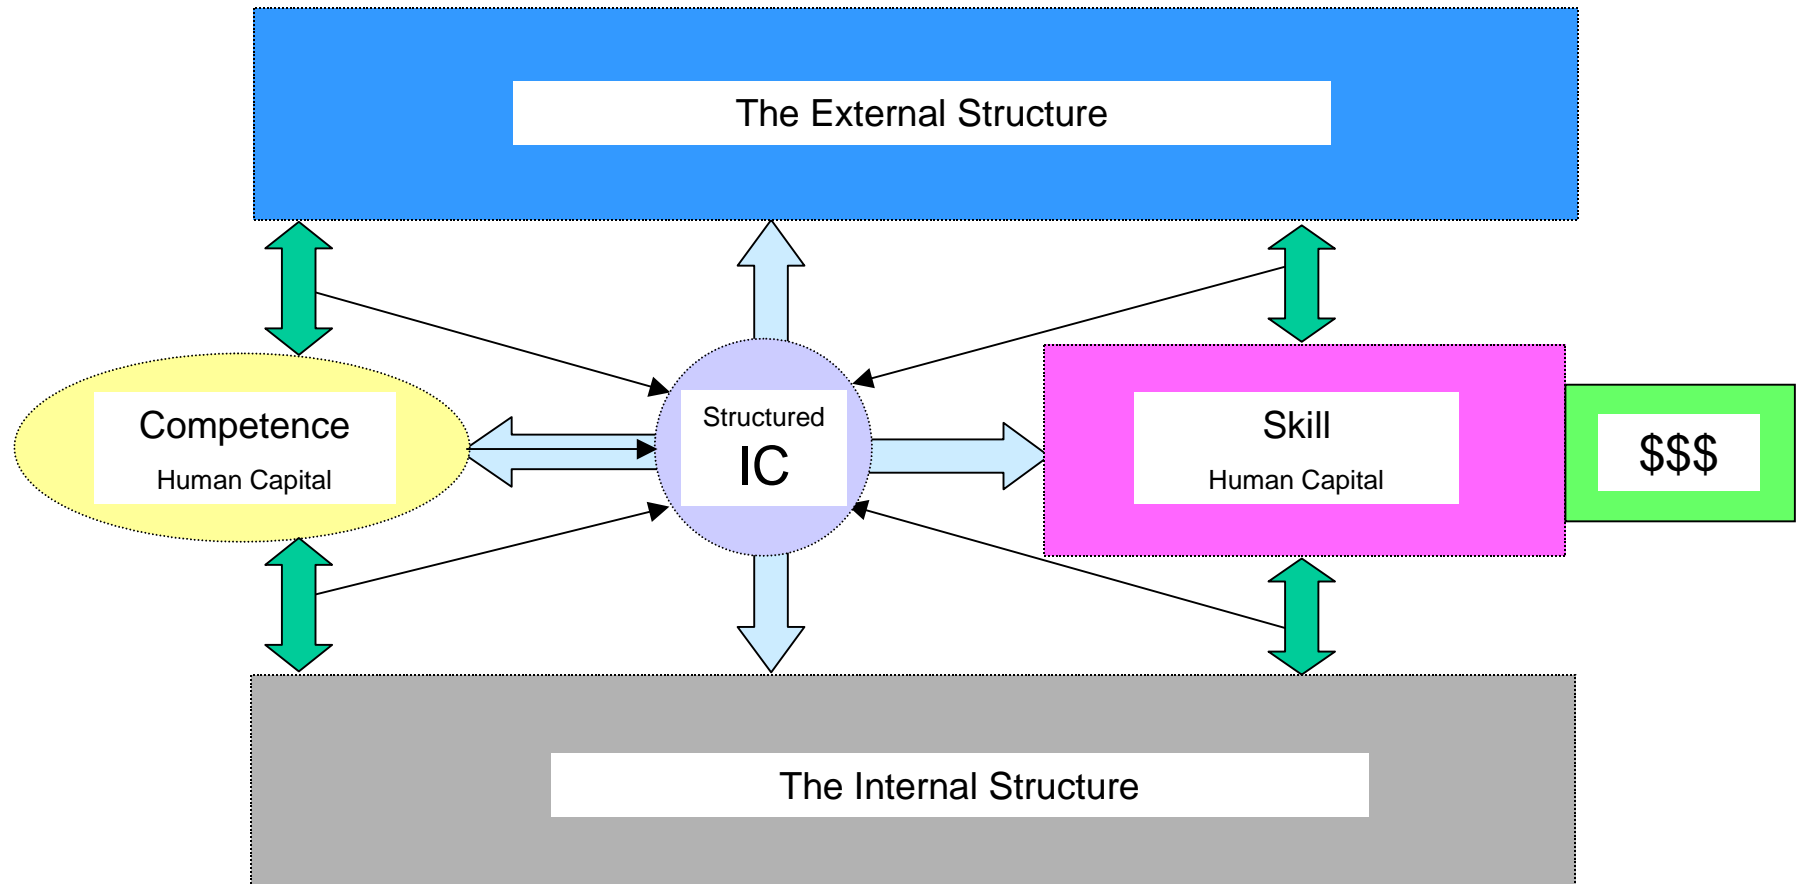 The External Structure
Competence
Human Capital
Structured
IC
Skill
Human Capital
$$$
The Internal Structure